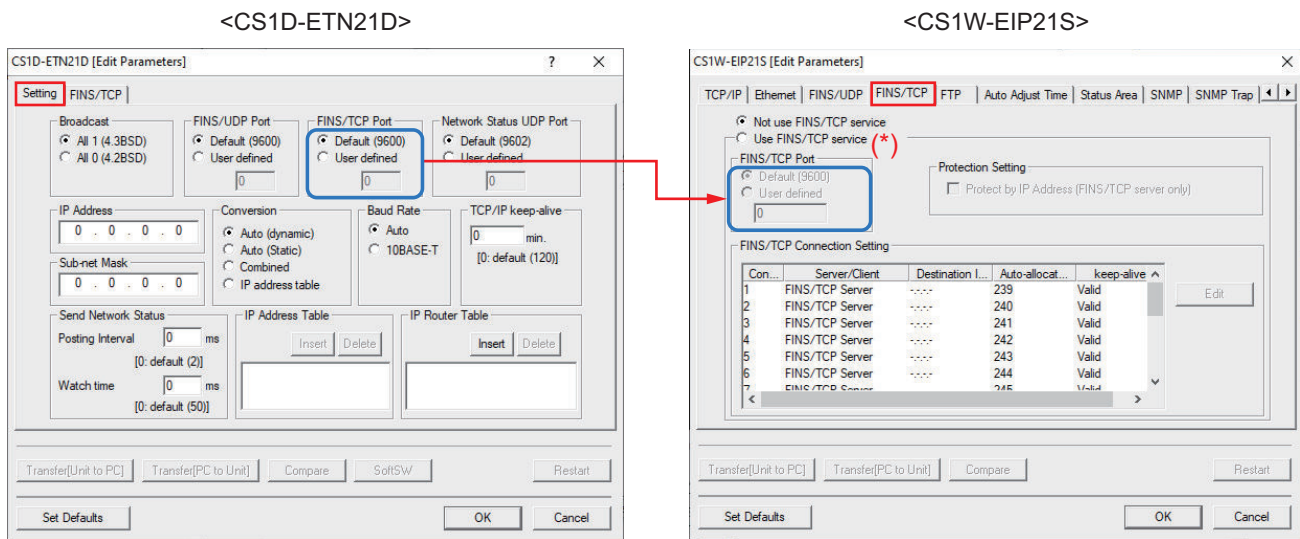 <CS1D-ETN21D>
<CS1W-EIP21S>
CS1D-ETN21D [Edit Parameters]
? ×
Setting
FINS/TCP
Broadcast
All 1 (4.3BSD)
All 0 (4.2BSD)
FINS/UDP Port
Default (9600)
User defined
0
FINS/TCP Port
Default (9600)
User defined
0
Network Status UDP Port
Default (9602)
User defined
0
IP Address
0 . 0 . 0 . 0
Sub-net Mask
0 . 0 . 0 . 0
Conversion
Auto (dynamic)
Auto (Static)
Combined
IP address table
Baud Rate
Auto
10BASE-T
TCP/IP keep-alive
0 min.
[0: default (120)]
Send Network Status
Posting Interval 0 ms
[0: default (2)]
Watch time 0 ms
[0: default (50)]
IP Address Table
Insert Delete
IP Router Table
Insert Delete
Transfer[Unit to PC] Transfer[PC to Unit] Compare SoftSW Restart
Set Defaults OK Cancel
CS1W-EIP21S [Edit Parameters]
×
TCP/IP Ethernet FINS/UDP FINS/TCP FTP Auto Adjust Time Status Area SNMP SNMP Trap
Not use FINS/TCP service
Use FINS/TCP service (*)
FINS/TCP Port
Default (9600)
User defined
0
Protection Setting
Protect by IP Address (FINS/TCP server only)
FINS/TCP Connection Setting
Con... Server/Client Destination I... Auto-allocat... keep-alive
1 FINS/TCP Server -.-.-.- 239 Valid
2 FINS/TCP Server -.-.-.- 240 Valid
3 FINS/TCP Server -.-.-.- 241 Valid
4 FINS/TCP Server -.-.-.- 242 Valid
5 FINS/TCP Server -.-.-.- 243 Valid
6 FINS/TCP Server -.-.-.- 244 Valid
7 FINS/TCP Server 245 Valid
Edit
Transfer[Unit to PC] Transfer[PC to Unit] Compare Restart
Set Defaults OK Cancel